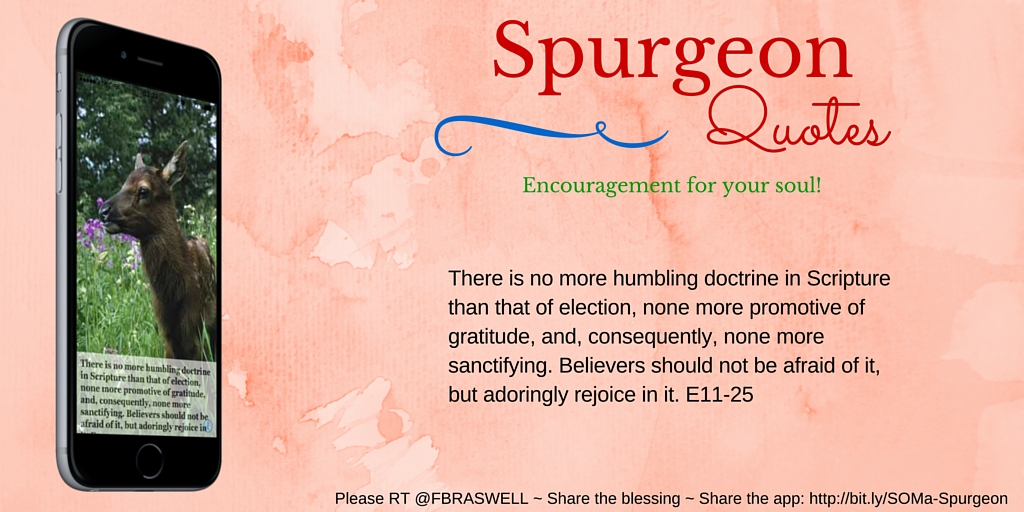 Spurgeon
Quotes
Encouragement for your soul!
There is no more humbling doctrine in Scripture
than that of election, none more promotive of
gratitude, and, consequently, none more
sanctifying. Believers should not be afraid of it,
but adoringly rejoice in it. E11-25
There is no more humbling doctrine
in Scripture than that of election,
none more promotive of gratitude,
and, consequently, none more
sanctifying. Believers should not be
afraid of it, but adoringly rejoice in
Please RT @FBRASWELL ~ Share the blessing ~ Share the app: http://bit.ly/SOMa-Spurgeon